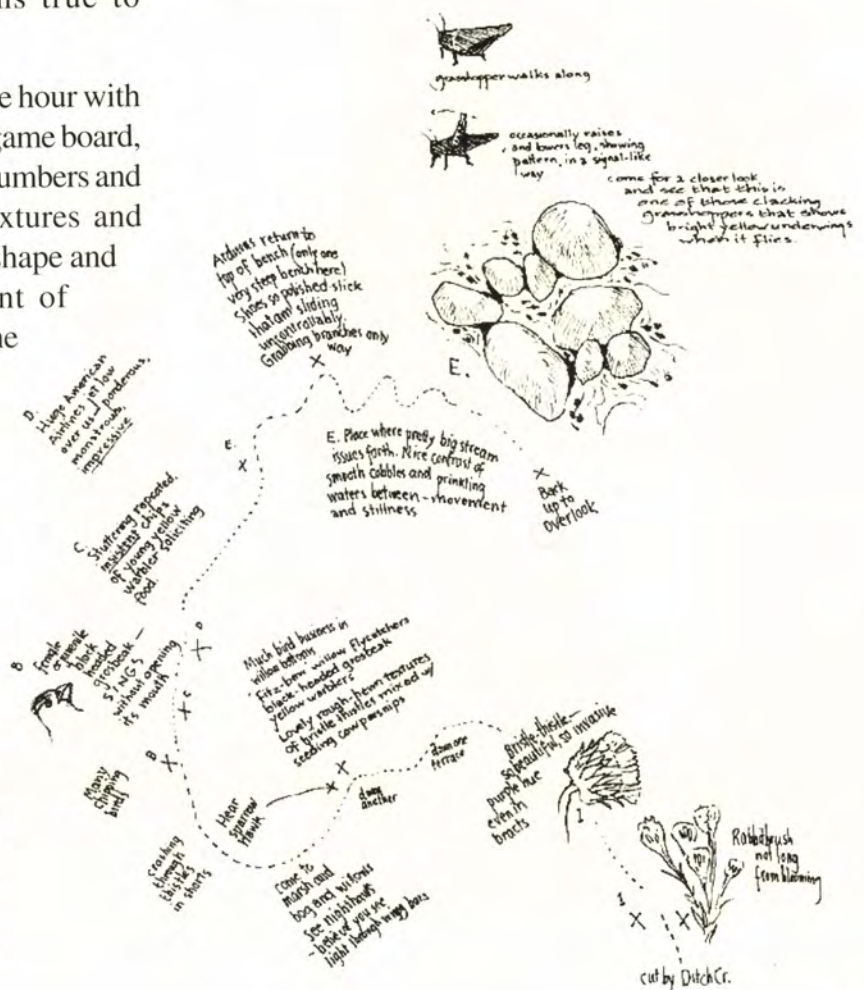 is true to
e hour with
game board,
umbers and
xtures and
shape and
nt of
ne
grasshopper walks along
occasionally raises
and lowers leg, showing
pattern, in a signal-like
way
come for a closer look
and see that this is
one of those clacking
grasshoppers that shows
bright yellow underwings
when it flies.
E.
Arduous return to
top of bench (only one
very steep bench here)
Shoes so polished-slick
that am sliding
uncontrollably.
Grabbing branches only
way
X
E. Place where pretty big stream
issues forth. Nice contrast of
smooth cobbles and
waters between - movement
and stillness
X
Back
up to
overlook
E.
X
D. Huge American
Airlines jet low
over us - ponderous,
monstrous,
impressive
C. Stuttering repeated,
insistent chips
of young yellow
warbler soliciting
food.
D
X
C
X
B
X
B female
or juvenile
black
headed
grosbeak -
SINGS
without opening
its mouth
Many
chipping
birds
crashing
through
thistles
in shorts
Hear
sparrow
hawk
Much bird business in
willow bottoms
Fitz-bew willow flycatchers
black-headed grosbeak
yellow warblers
Lovely rough-hewn textures
of bristle thistles mixed w/
seeding cow parsnips
X
X
down
another
down one
terrace
come to
marsh and
bog and willows
see nighthawk
- believe you see
light through wing bars
Bristle-thistle -
so beautiful, so invasive
purple hue
even in
bracts
1
1
X
X
Rabbitbrush
not long
from blooming
cut by Ditch Cr.